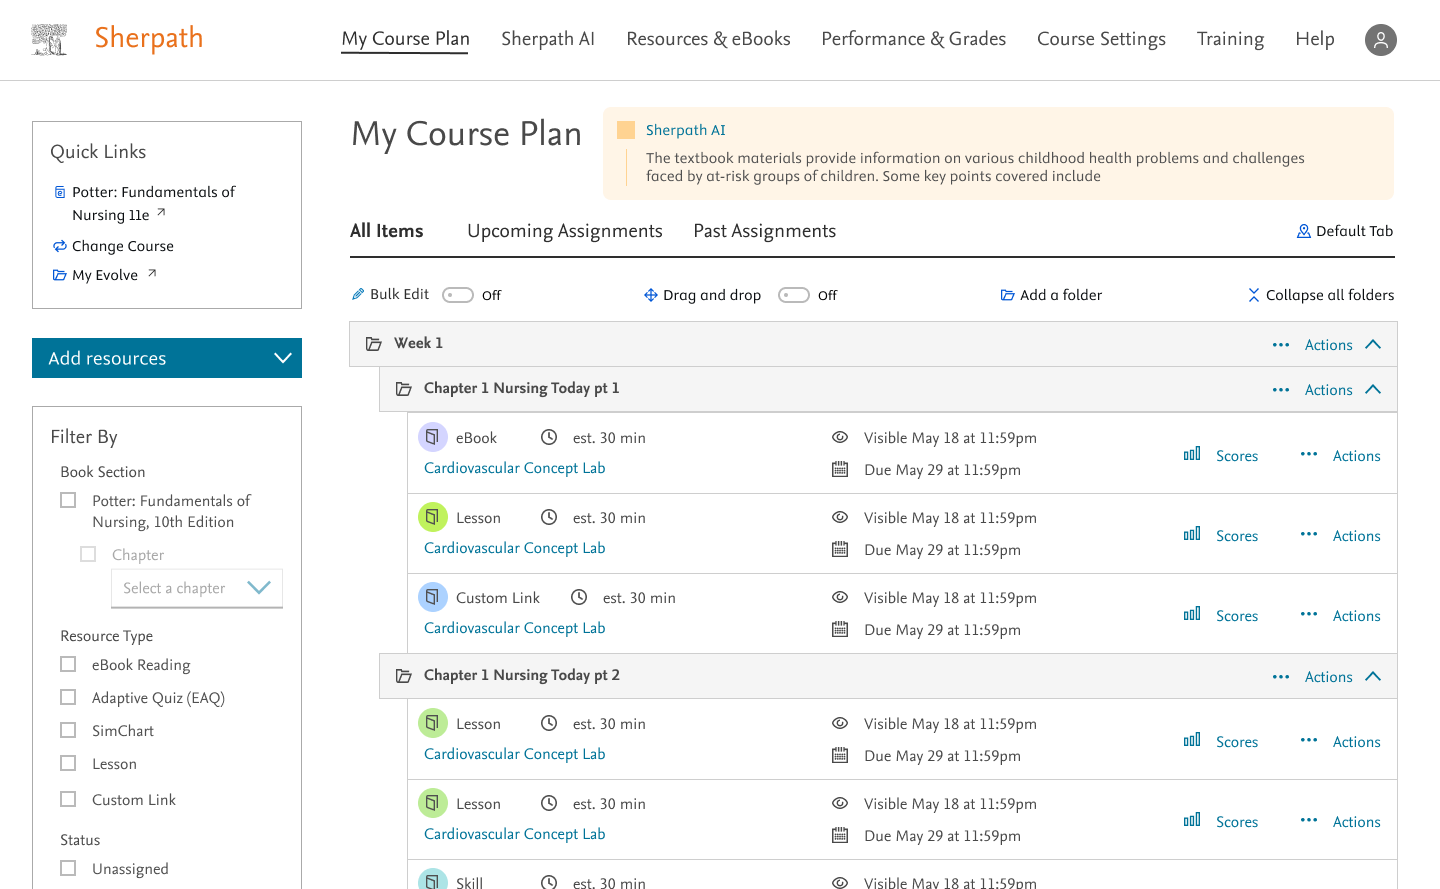 Sherpath
My Course Plan
Sherpath AI
Resources & eBooks
Performance & Grades
Course Settings
Training
Help
Quick Links
Potter: Fundamentals of
Nursing 11e
Change Course
My Evolve
Add resources
Filter By
Book Section
Potter: Fundamentals of
Nursing, 10th Edition
Chapter
Select a chapter
Resource Type
eBook Reading
Adaptive Quiz (EAQ)
SimChart
Lesson
Custom Link
Status
Unassigned
My Course Plan
Sherpath AI
The textbook materials provide information on various childhood health problems and challenges
faced by at-risk groups of children. Some key points covered include
All Items
Upcoming Assignments
Past Assignments
Default Tab
Bulk Edit
Off
Drag and drop
Off
Add a folder
Collapse all folders
Week 1
Actions
Chapter 1 Nursing Today pt 1
Actions
eBook
est. 30 min
Visible May 18 at 11:59pm
Cardiovascular Concept Lab
Due May 29 at 11:59pm
Scores
Actions
Lesson
est. 30 min
Visible May 18 at 11:59pm
Cardiovascular Concept Lab
Due May 29 at 11:59pm
Scores
Actions
Custom Link
est. 30 min
Visible May 18 at 11:59pm
Cardiovascular Concept Lab
Due May 29 at 11:59pm
Scores
Actions
Chapter 1 Nursing Today pt 2
Actions
Lesson
est. 30 min
Visible May 18 at 11:59pm
Cardiovascular Concept Lab
Due May 29 at 11:59pm
Scores
Actions
Lesson
est. 30 min
Visible May 18 at 11:59pm
Cardiovascular Concept Lab
Due May 29 at 11:59pm
Scores
Actions
Skill
est. 30 min
Visible May 18 at 11:59pm